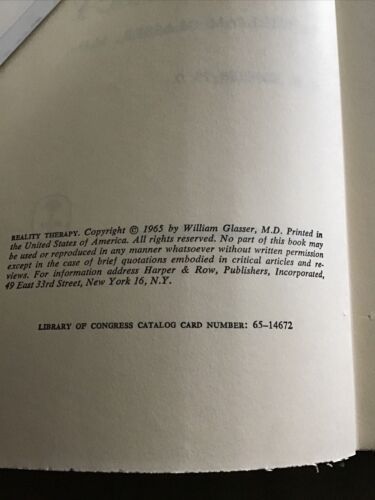 REALITY THERAPY. Copyright © 1965 by William Glasser, M.D. Printed in
the United States of America. All rights reserved. No part of this book may
be used or reproduced in any manner whatsoever without written permission
except in the case of brief quotations embodied in critical articles and re-
views. For information address Harper & Row, Publishers, Incorporated,
49 East 33rd Street, New York 16, N.Y.
LIBRARY OF CONGRESS CATALOG CARD NUMBER: 65-14672